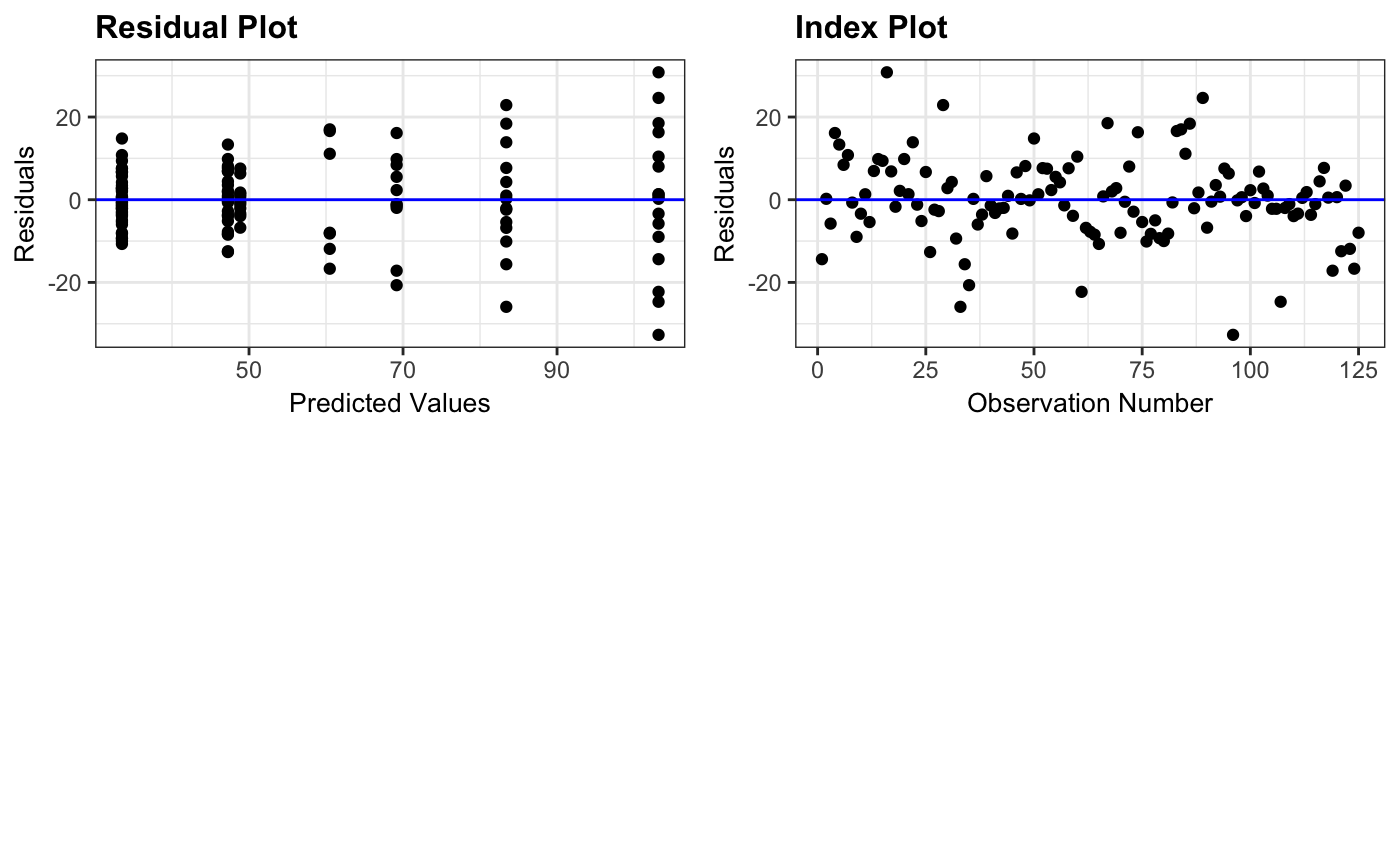 Residual Plot
20
0
-20
50 70 90
Predicted Values
Residuals
Index Plot
20
0
-20
0 25 50 75 100 125
Observation Number
Residuals